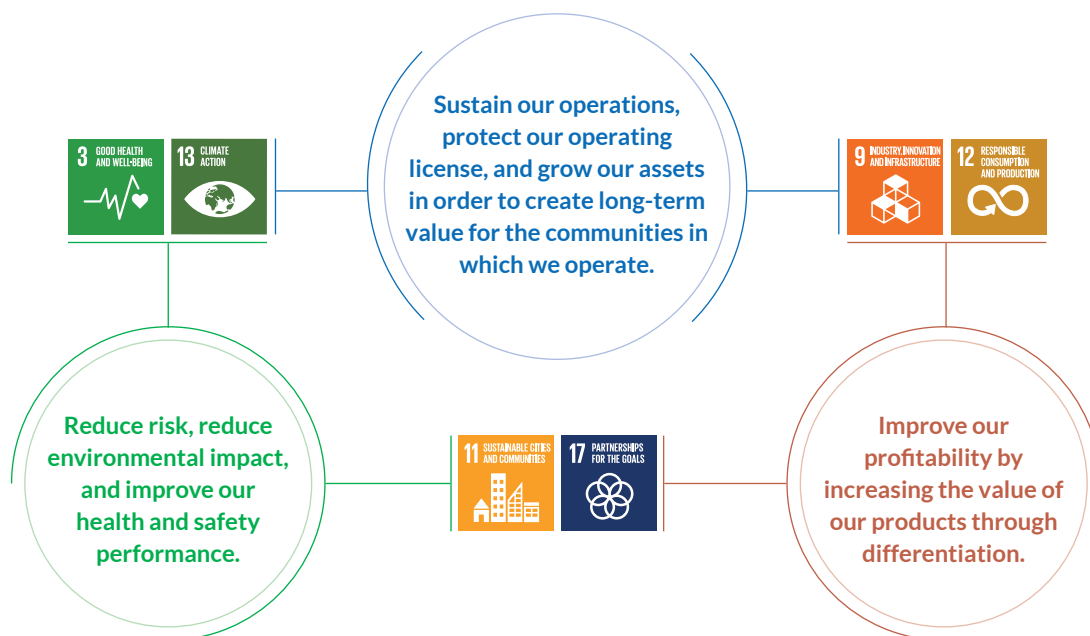 Sustain our operations,
protect our operating
license, and grow our assets
in order to create long-term
value for the communities in
which we operate.
3 GOOD HEALTH
AND WELL-BEING
13 CLIMATE
ACTION
9 INDUSTRY, INNOVATION
AND INFRASTRUCTURE
12 RESPONSIBLE
CONSUMPTION
AND PRODUCTION
Reduce risk, reduce
environmental impact,
and improve our
health and safety
performance.
11 SUSTAINABLE CITIES
AND COMMUNITIES
17 PARTNERSHIPS
FOR THE GOALS
Improve our
profitability by
increasing the value of
our products through
differentiation.